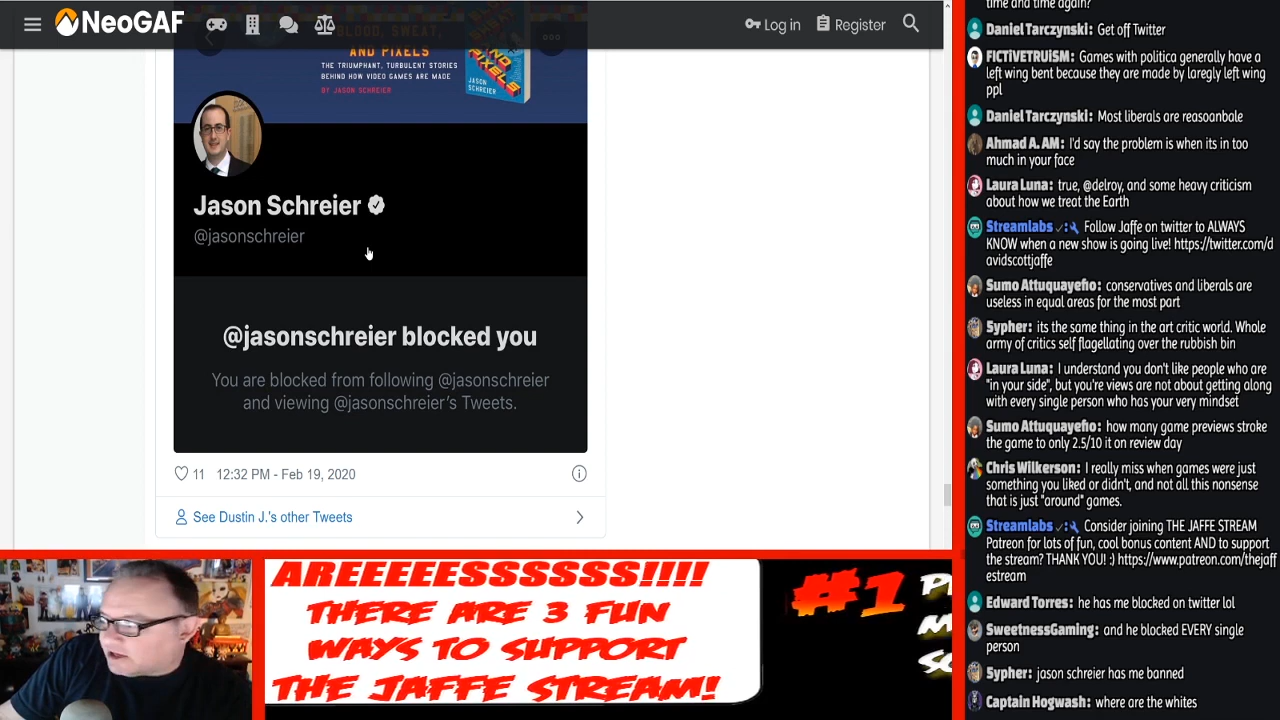 NeoGAF
Log in
Register
BLOOD, SWEAT,
AND PIXELS
THE TRIUMPHANT, TURBULENT STORIES
BEHIND HOW VIDEO GAMES ARE MADE
BY JASON SCHREIER
PIXELS
JASON
SCHREIER
Jason Schreier
@jasonschreier
@jasonschreier blocked you
You are blocked from following @jasonschreier
and viewing @jasonschreier's Tweets.
11 12:32 PM - Feb 19, 2020
See Dustin J.'s other Tweets
AREEEEESSSSSS!!!!
THERE ARE 3 FUN
WAYS TO SUPPORT
THE JAFFE STREAM!
#1
time and time again?
Daniel Tarczynski: Get off Twitter
FICTiVETRUiSM: Games with politica generally have a
left wing bent because they are made by laregly left wing
ppl
Daniel Tarczynski: Most liberals are reasoanbale
Ahmad A. AM: I'd say the problem is when its in too
much in your face
Laura Luna: true, @delroy, and some heavy criticism
about how we treat the Earth
Streamlabs: Follow Jaffe on twitter to ALWAYS
KNOW when a new show is going live! https://twitter.com/d
avidscottjaffe
Sumo Attuquayefio: conservatives and liberals are
useless in equal areas for the most part
Sypher: its the same thing in the art critic world. Whole
army of critics self flagellating over the rubbish bin
Laura Luna: I understand you don't like people who are
"in your side", but you're views are not about getting along
with every single person who has your very mindset
Sumo Attuquayefio: how many game previews stroke
the game to only 2.5/10 it on review day
Chris Wilkerson: I really miss when games were just
something you liked or didn't, and not all this nonsense
that is just "around" games.
Streamlabs: Consider joining THE JAFFE STREAM
Patreon for lots of fun, cool bonus content AND to support
the stream? THANK YOU! :) https://www.patreon.com/thejaff
estream
Edward Torres: he has me blocked on twitter lol
SweetnessGaming: and he blocked EVERY single
person
Sypher: jason schreier has me banned
Captain Hogwash: where are the whites